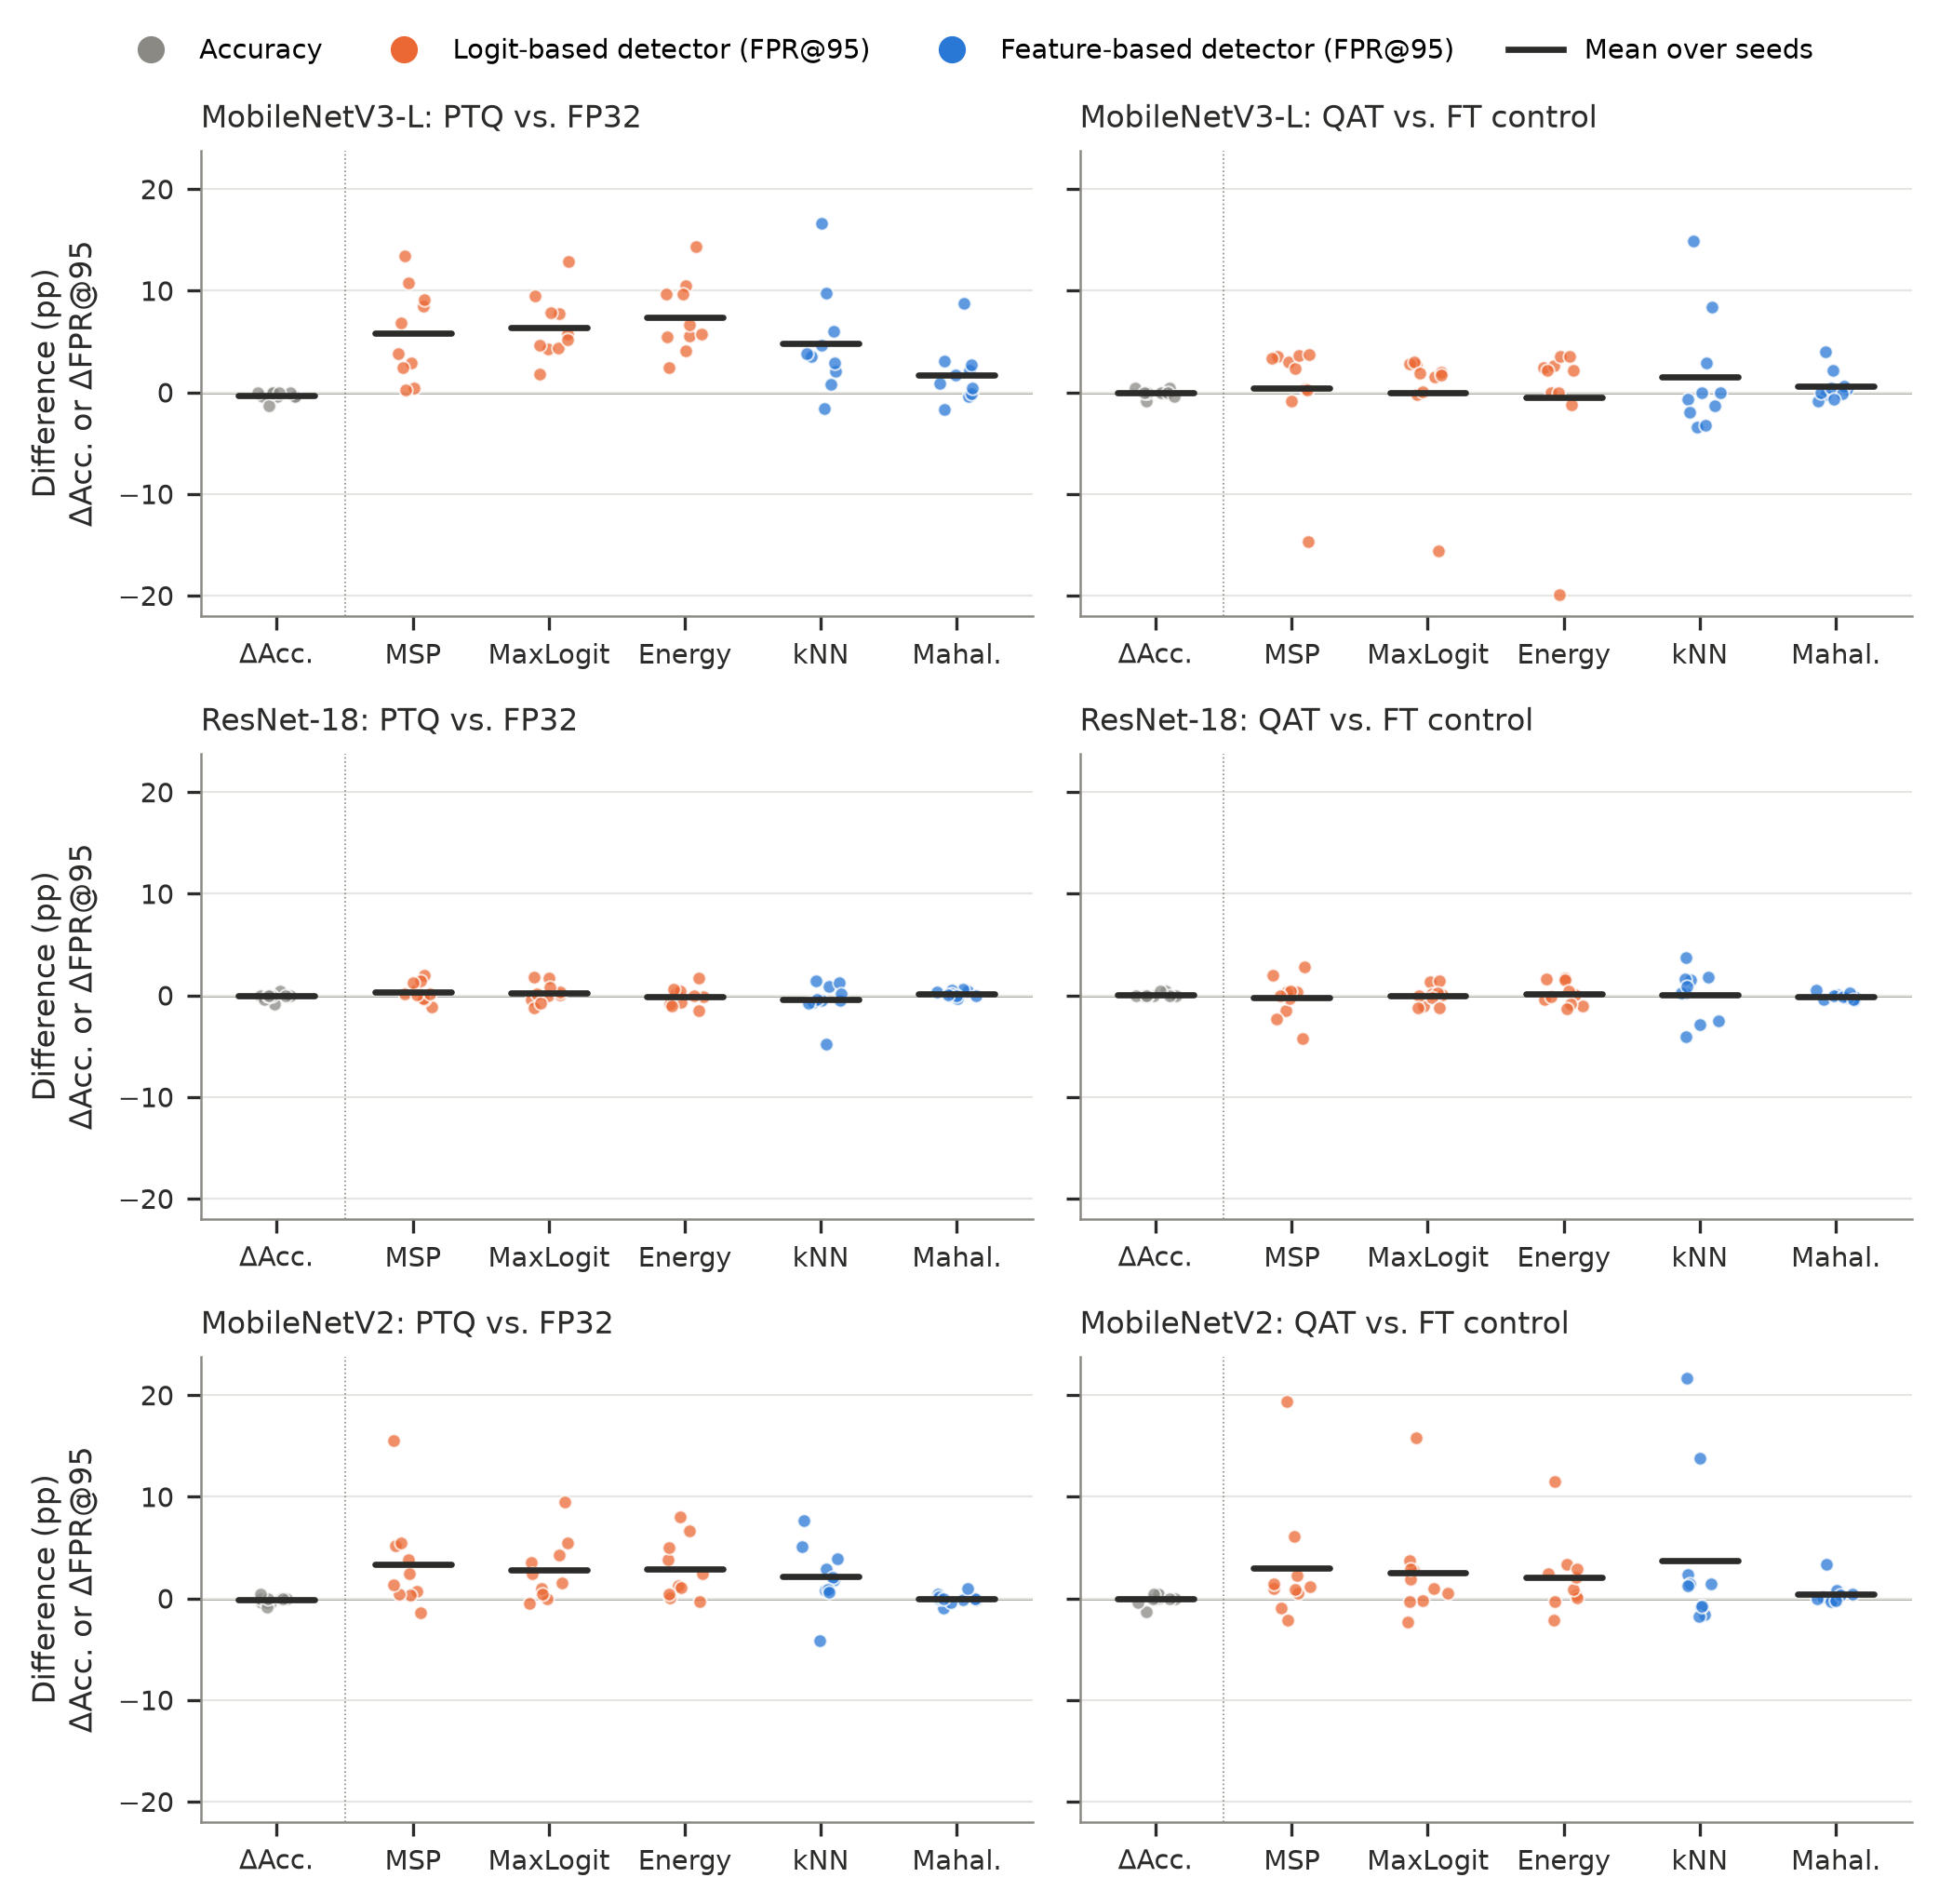 Accuracy
Logit-based detector (FPR@95)
Feature-based detector (FPR@95)
Mean over seeds
MobileNetV3-L: PTQ vs. FP32
Difference (pp)
ΔAcc. or ΔFPR@95
20
10
0
−10
−20
ΔAcc. MSP MaxLogit Energy kNN Mahal.
MobileNetV3-L: QAT vs. FT control
ΔAcc. MSP MaxLogit Energy kNN Mahal.
ResNet-18: PTQ vs. FP32
Difference (pp)
ΔAcc. or ΔFPR@95
20
10
0
−10
−20
ΔAcc. MSP MaxLogit Energy kNN Mahal.
ResNet-18: QAT vs. FT control
ΔAcc. MSP MaxLogit Energy kNN Mahal.
MobileNetV2: PTQ vs. FP32
Difference (pp)
ΔAcc. or ΔFPR@95
20
10
0
−10
−20
ΔAcc. MSP MaxLogit Energy kNN Mahal.
MobileNetV2: QAT vs. FT control
ΔAcc. MSP MaxLogit Energy kNN Mahal.